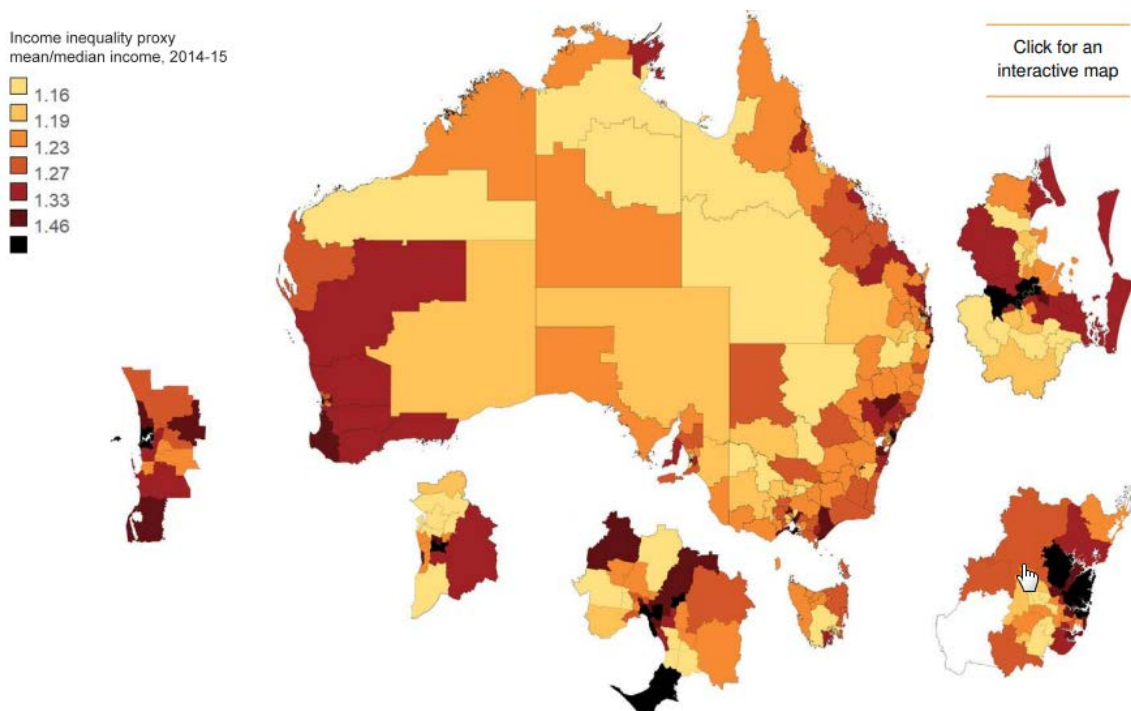 Income inequality proxy
mean/median income, 2014-15
1.16
1.19
1.23
1.27
1.33
1.46
Click for an
interactive map